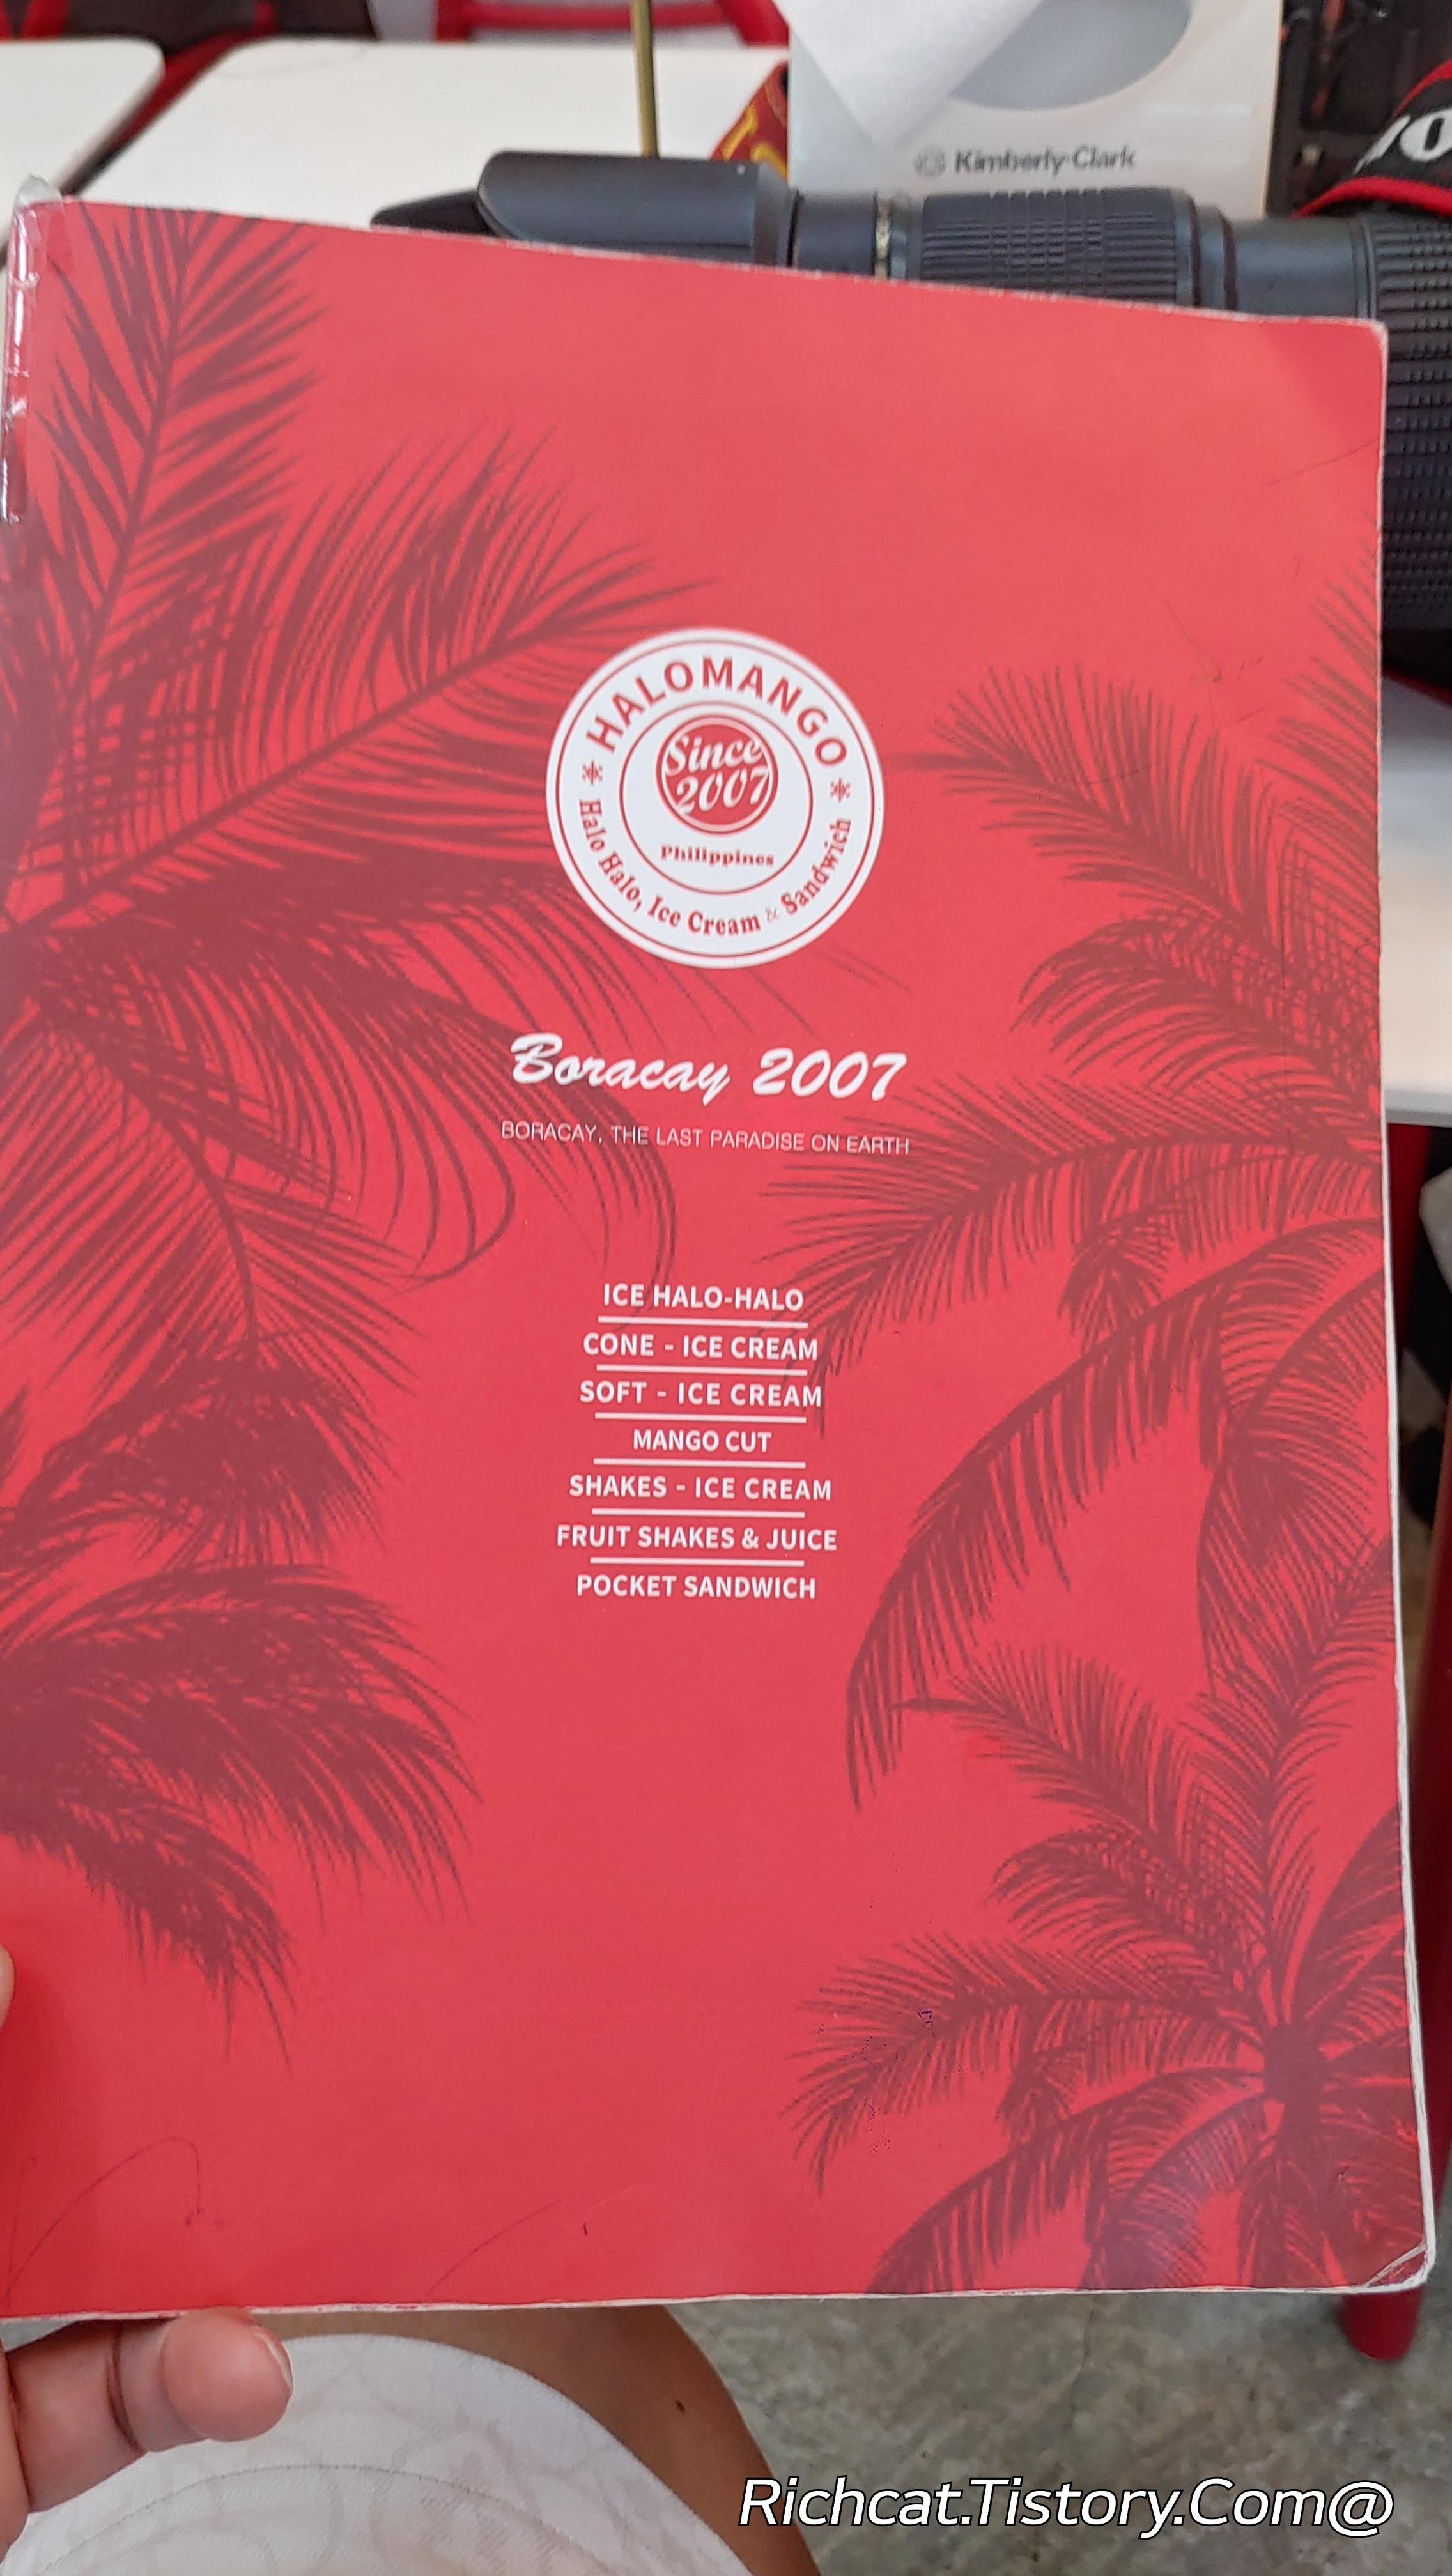 Kimberly-Clark
HALOMANGO
Since
2007
Philippines
Halo Halo, Ice Cream & Sandwich
Boracay 2007
BORACAY, THE LAST PARADISE ON EARTH
ICE HALO-HALO
CONE - ICE CREAM
SOFT - ICE CREAM
MANGO CUT
SHAKES - ICE CREAM
FRUIT SHAKES & JUICE
POCKET SANDWICH
Richcat.Tistory.Com@